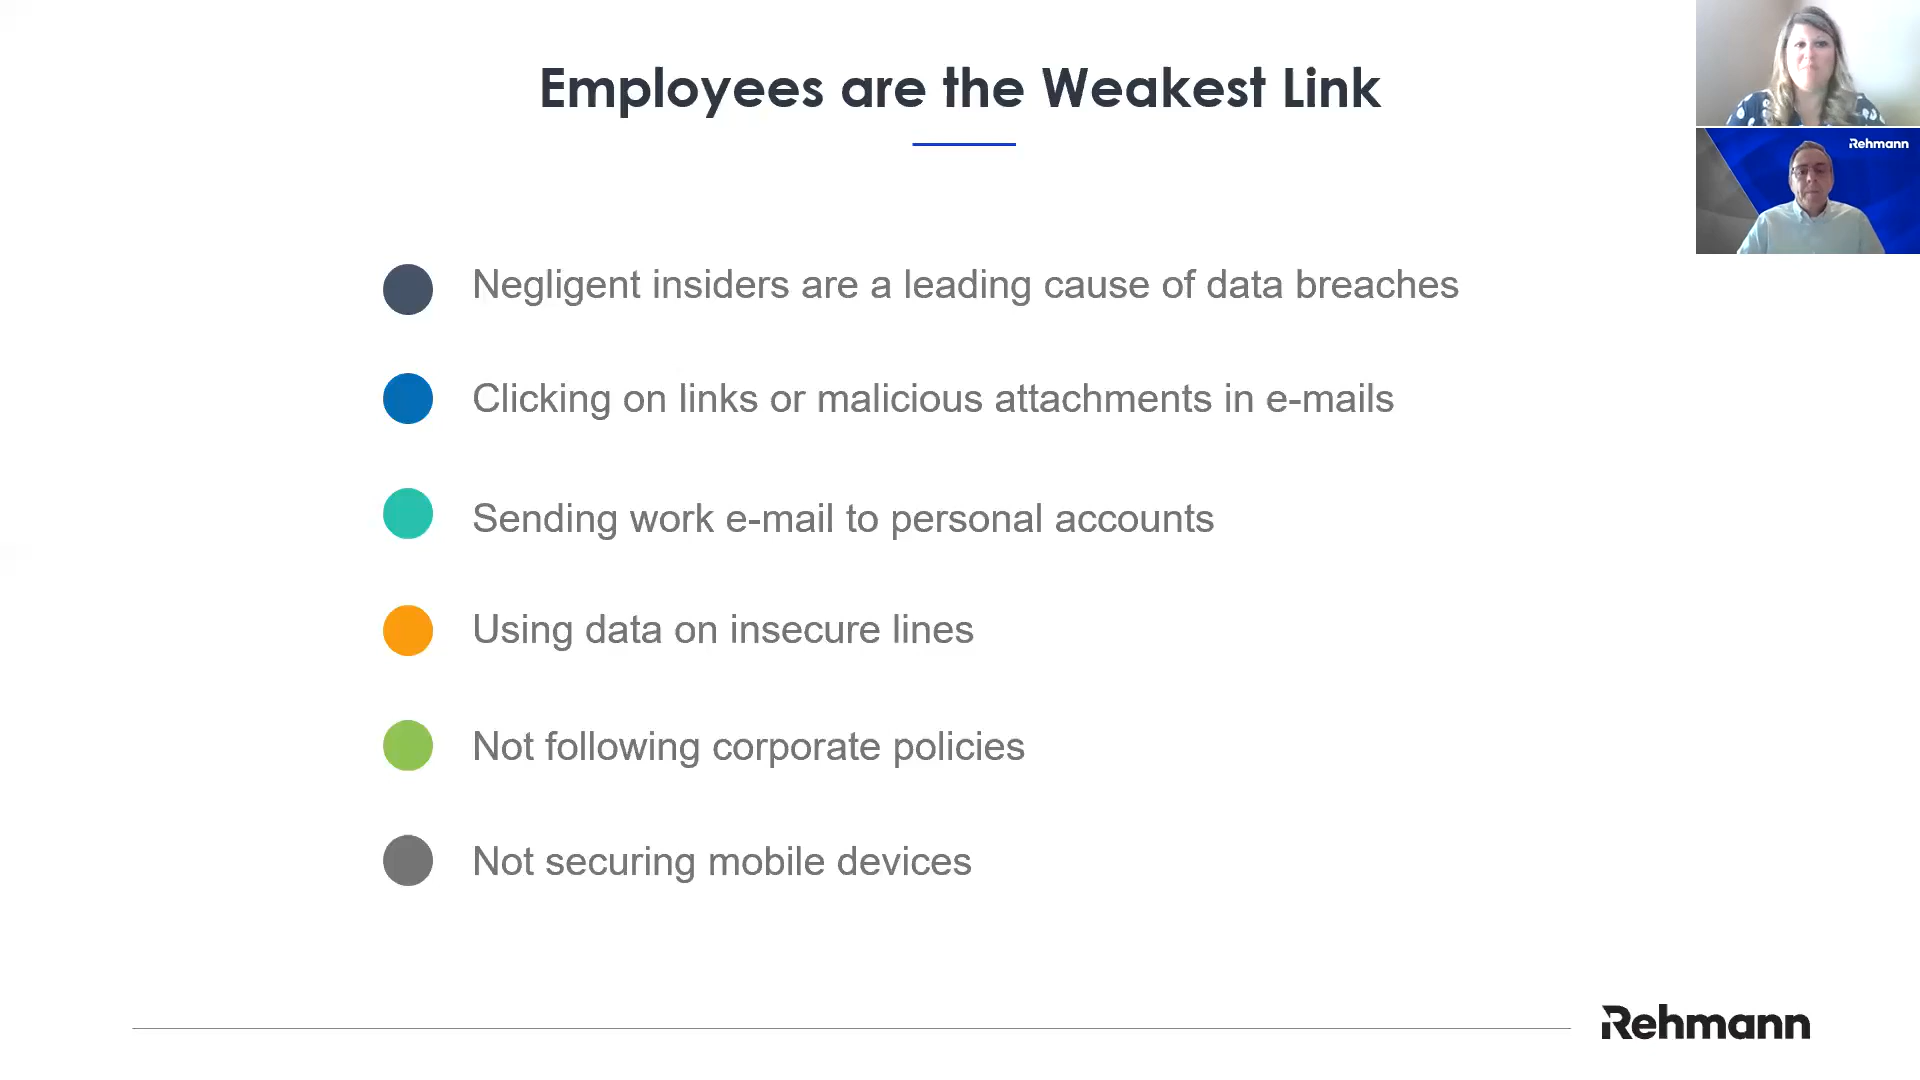 Employees are the Weakest Link
Rehmann
Negligent insiders are a leading cause of data breaches
Clicking on links or malicious attachments in e-mails
Sending work e-mail to personal accounts
Using data on insecure lines
Not following corporate policies
Not securing mobile devices
Rehmann